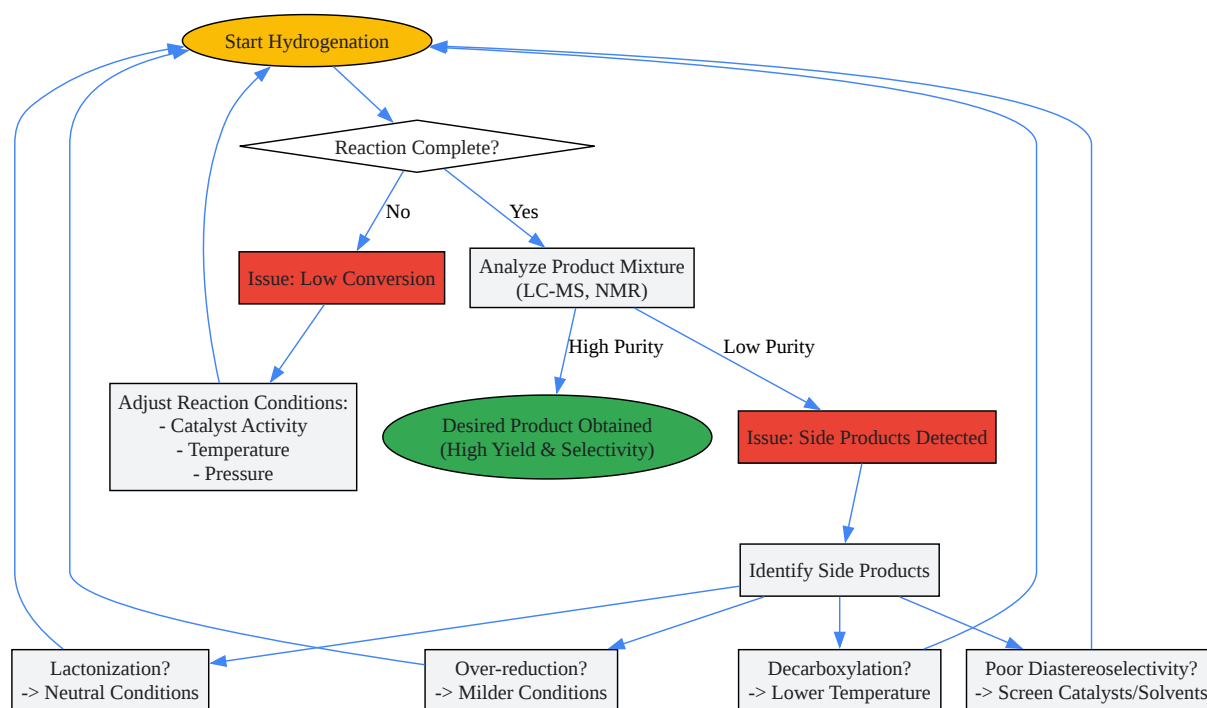 Start Hydrogenation
Reaction Complete?
No
Yes
Issue: Low Conversion
Analyze Product Mixture
(LC-MS, NMR)
High Purity
Low Purity
Adjust Reaction Conditions:
- Catalyst Activity
- Temperature
- Pressure
Desired Product Obtained
(High Yield & Selectivity)
Issue: Side Products Detected
Identify Side Products
Lactonization?
-> Neutral Conditions
Over-reduction?
-> Milder Conditions
Decarboxylation?
-> Lower Temperature
Poor Diastereoselectivity?
-> Screen Catalysts/Solvents